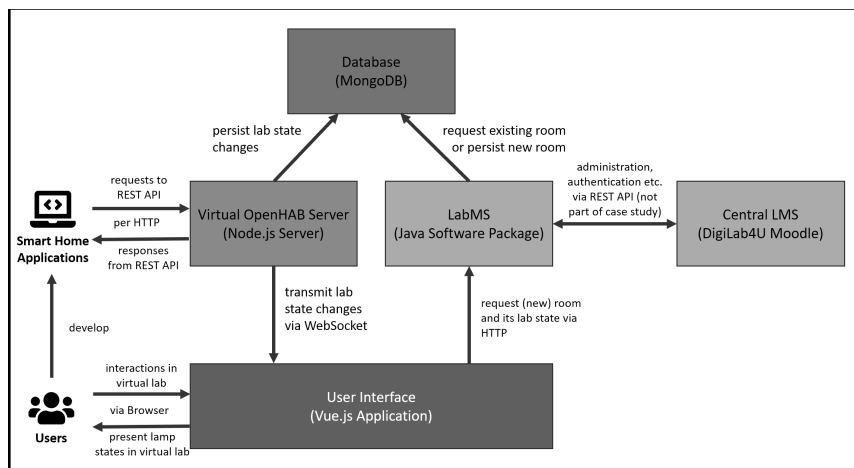 Database
(MongoDB)
persist lab state
changes
request existing room
or persist new room
requests to
REST API
per HTTP
responses
from REST API
Smart Home
Applications
Virtual OpenHAB Server
(Node.js Server)
LabMS
(Java Software Package)
administration,
authentication etc.
via REST API (not
part of case study)
Central LMS
(DigiLab4U Moodle)
develop
transmit lab
state changes
via WebSocket
request (new) room
and its lab state via
HTTP
interactions in
virtual lab
via Browser
present lamp
states in virtual lab
Users
User Interface
(Vue.js Application)